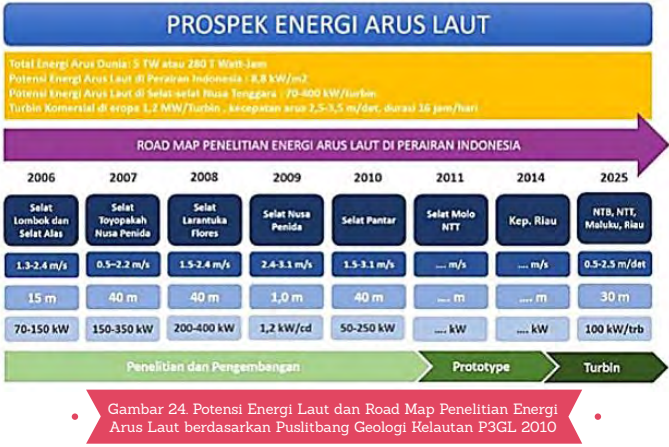 PROSPEK ENERGI ARUS LAUT
Total Energi Arus Dunia: 5 TW atau 280 T Watt-Jam
Potensi Energi Arus Laut di Perairan Indonesia : 8,8 kW/m2
Potensi Energi Arus Laut di Selat-selat Nusa Tenggara : 70-400 kW/turbin
Turbin Komersial di eropa 1,2 MW/Turbin , kecepatan arus 2,5-3,5 m/det, durasi 16 jam/hari
ROAD MAP PENELITIAN ENERGI ARUS LAUT DI PERAIRAN INDONESIA
2006 2007 2008 2009 2010 2011 2014 2025
Selat Lombok dan Selat Alas
Selat Toyopakah Nusa Penida
Selat Larantuka Flores
Selat Nusa Penida
Selat Pantar
Selat Molo NTT
Kep. Riau
NTB, NTT, Maluku, Riau
1.3-2.4 m/s 0.5–2.2 m/s 1.5-2.4 m/s 2.4-3.1 m/s 1.5-3.1 m/s .... m/s .... m/s 0.5-2.5 m/det
15 m 40 m 40 m 1,0 m 40 m .... m .... m 30 m
70-150 kW 150-350 kW 200-400 kW 1,2 kW/cd 50-250 kW .... kW .... kW 100 kW/trb
Penelitian dan Pengembangan Prototype Turbin
Gambar 24. Potensi Energi Laut dan Road Map Penelitian Energi
Arus Laut berdasarkan Puslitbang Geologi Kelautan P3GL 2010